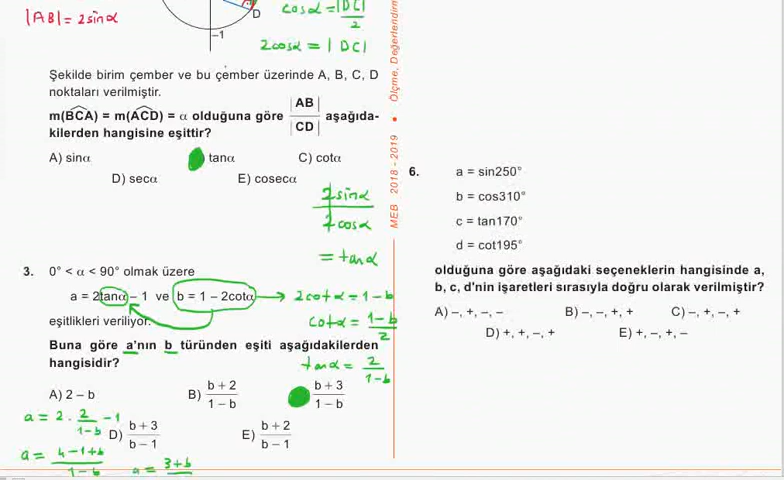 |AB| = 2sinα
D
-1
cosα = |DC|
2
2cosα = |DC|
Şekilde birim çember ve bu çember üzerinde A, B, C, D
noktaları verilmiştir.
m(BCA) = m(ACD) = α olduğuna göre |AB| / |CD| aşağıda-
kilerden hangisine eşittir?
A) sinα
tanα
C) cotα
D) secα
E) cosecα
2sinα
2cosα
= tanα
3. 0° < α < 90° olmak üzere
a = 2tanα – 1 ve b = 1 – 2cotα
2cotα = 1 - b
eşitlikleri veriliyor.
cotα = 1-b
2
Buna göre a'nın b türünden eşiti aşağıdakilerden
hangisidir?
tanα = 2
1-b
A) 2 – b
B) b + 2 / 1 – b
b + 3 / 1 – b
a = 2 . 2 / 1-b - 1
D) b + 3 / b – 1
E) b + 2 / b – 1
a = 4-1+b
1-b
a = 3+b
MEB 2018 - 2019 • Ölçme, Değerlendirm
6. a = sin250°
b = cos310°
c = tan170°
d = cot195°
olduğuna göre aşağıdaki seçeneklerin hangisinde a,
b, c, d'nin işaretleri sırasıyla doğru olarak verilmiştir?
A) –, +, –, –
B) –, –, +, +
C) –, +, –, +
D) +, +, –, +
E) +, –, +, –